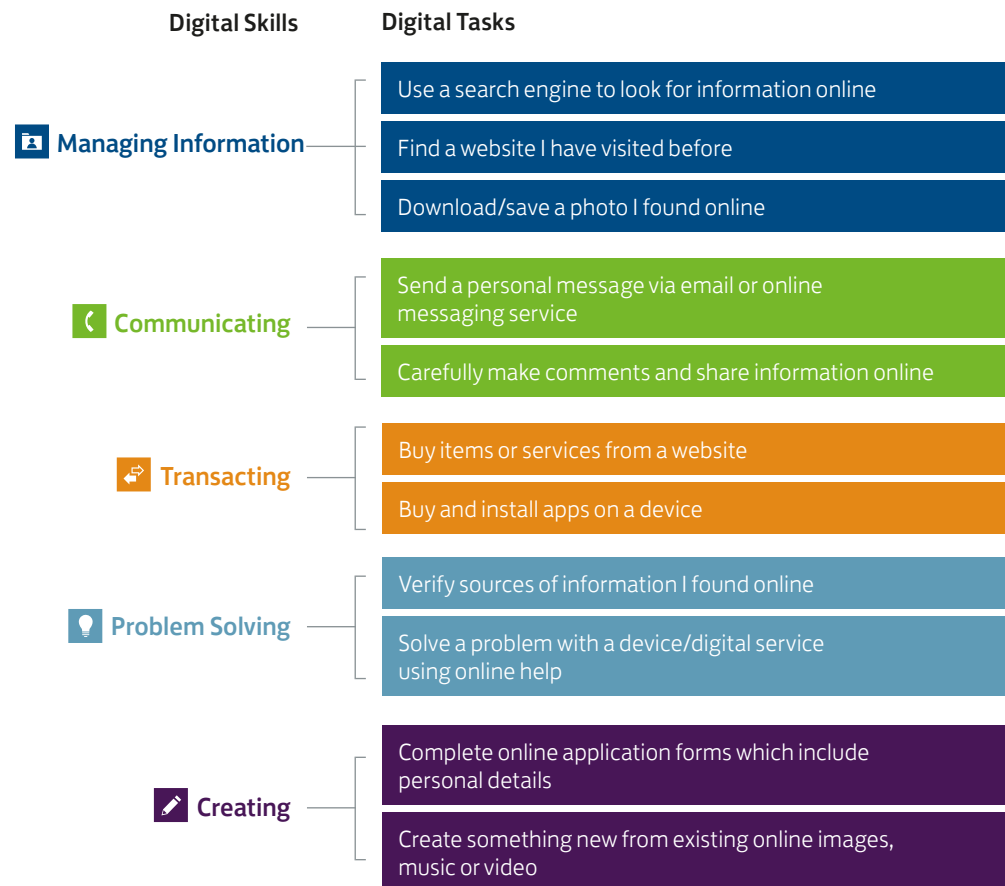 Digital Skills
Digital Tasks
Managing Information
Use a search engine to look for information online
Find a website I have visited before
Download/save a photo I found online
Communicating
Send a personal message via email or online
messaging service
Carefully make comments and share information online
Transacting
Buy items or services from a website
Buy and install apps on a device
Problem Solving
Verify sources of information I found online
Solve a problem with a device/digital service
using online help
Creating
Complete online application forms which include
personal details
Create something new from existing online images,
music or video